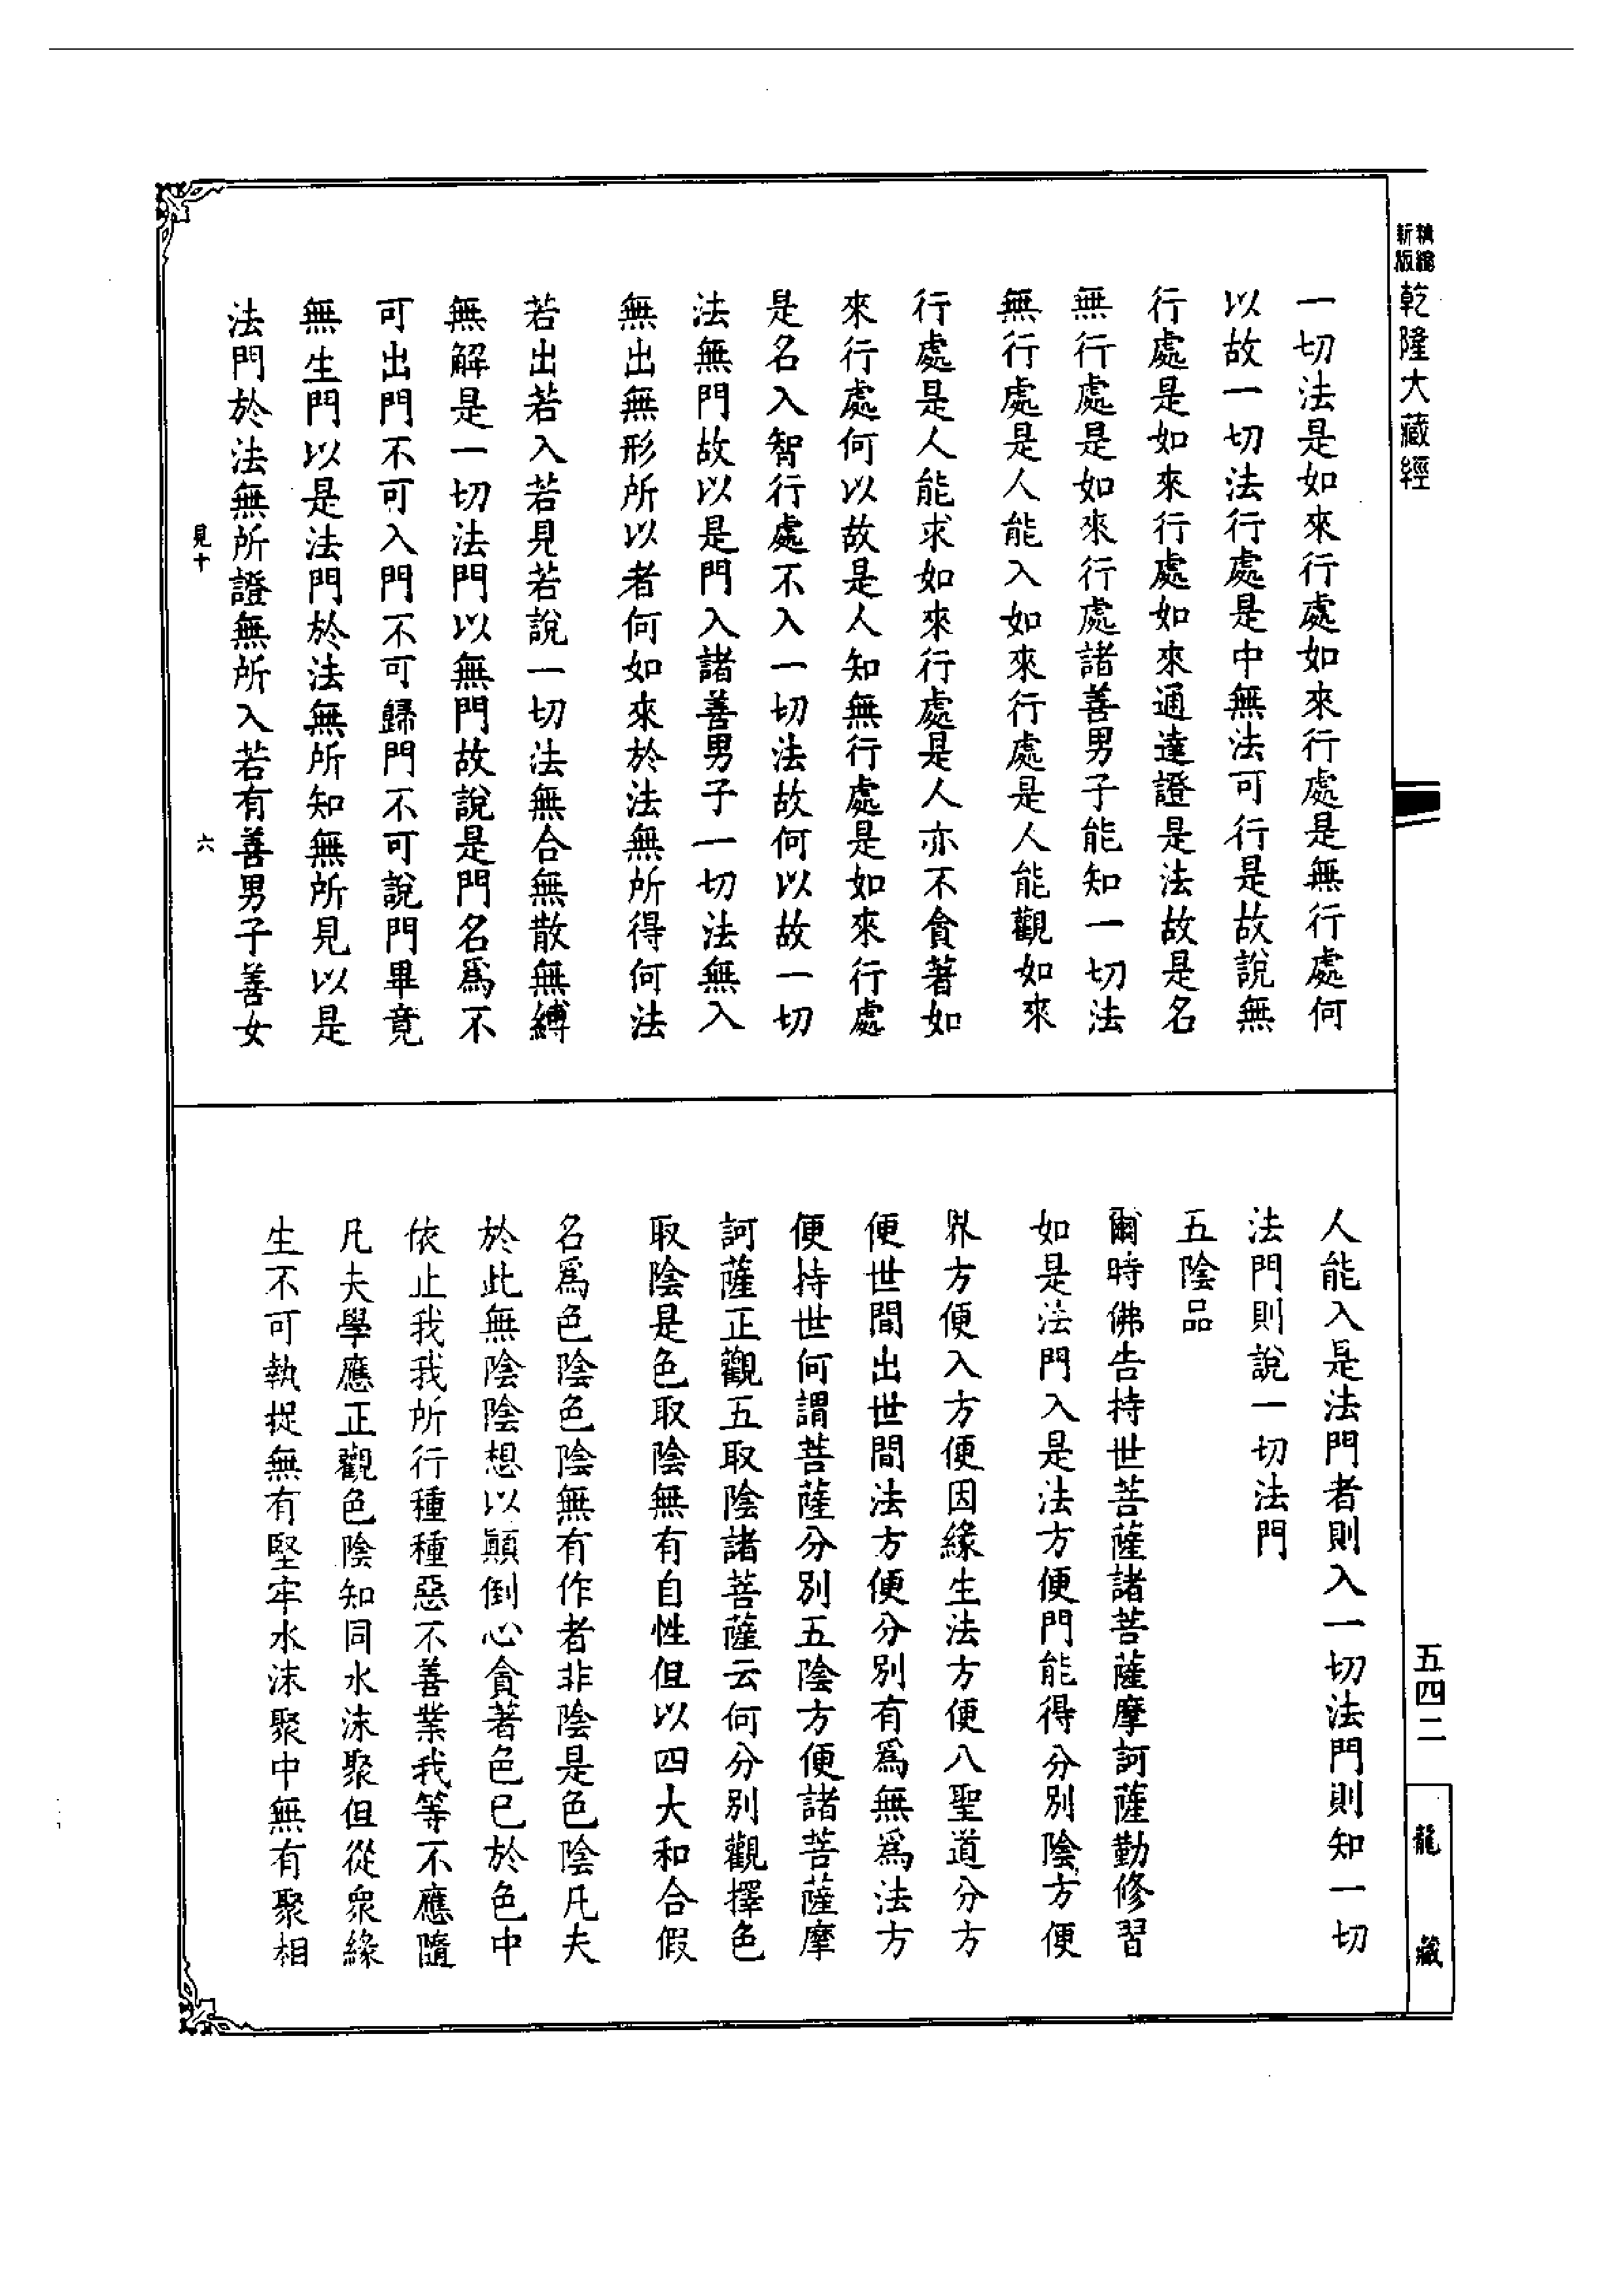 新版
精縮
乾隆大藏經
一切法是如來行處如來行處是無行處何
以故一切法行處是中無法可行是故說無
行處是如來行處如來通達證是法故是名
無行處是如來行處諸善男子能知一切法
無行處是人能入如來行處是人能觀如來
行處是人能求如來行處是人亦不貪著如
來行處何以故是人知無行處是如來行處
是名入智行處不入一切法故何以故一切
法無門故以是門入諸善男子一切法無入
無出無形所以者何如來於法無所得何法
若出若入若見若說一切法無合無散無縛
無解是一切法門以無門故說是門名爲不
可出門不可入門不可歸門不可說門畢竟
無生門以是法門於法無所知無所見以是
法門於法無所證無所入若有善男子善女
見十
六
人能入是法門者則入一切法門則知一切
法門則說一切法門
五陰品
爾時佛告持世菩薩諸菩薩摩訶薩勤修習
如是法門入是法方便門能得分別陰方便
界方便入方便因緣生法方便八聖道分方
便世間出世間法方便分別有爲無爲法方
便持世何謂菩薩分別五陰方便諸菩薩摩
訶薩正觀五取陰諸菩薩云何分別觀擇色
取陰是色取陰無有自性但以四大和合假
名爲色陰色陰無有作者非陰是色陰凡夫
於此無陰陰想以顛倒心貪著色已於色中
依止我我所行種種惡不善業我等不應隨
凡夫學應正觀色陰知同水沫聚但從眾緣
生不可執捉無有堅牢水沫聚中無有聚相
五四二
龍藏